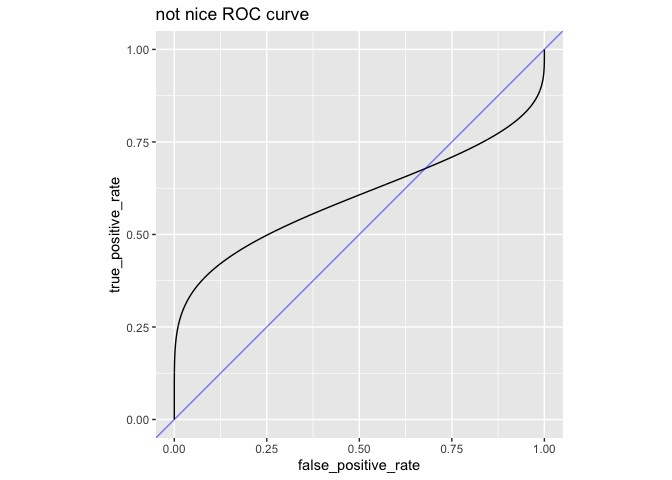 not nice ROC curve
1.00
0.75
0.50
0.25
0.00
true_positive_rate
0.00 0.25 0.50 0.75 1.00
false_positive_rate